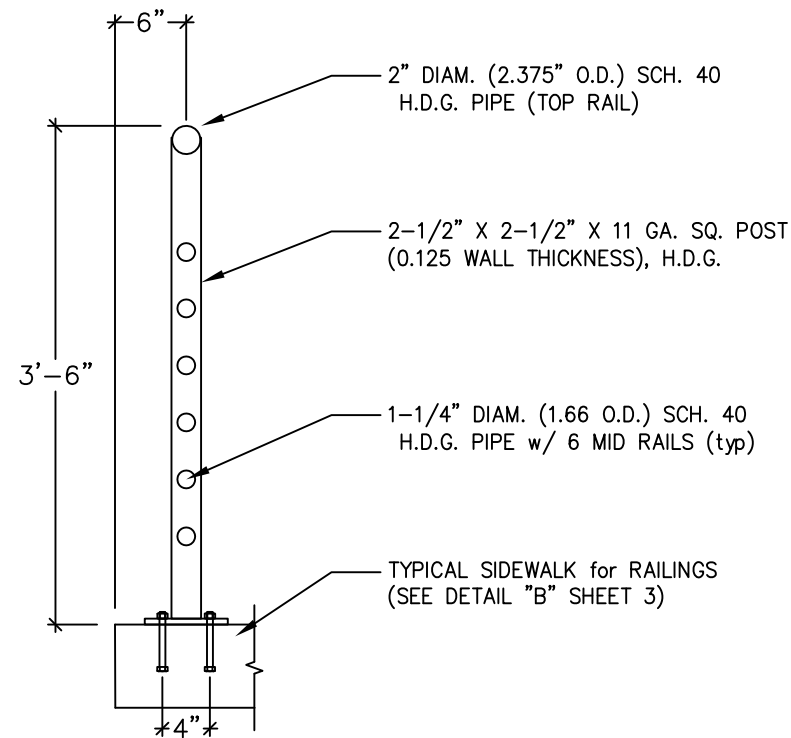 6”
2” DIAM. (2.375” O.D.) SCH. 40
H.D.G. PIPE (TOP RAIL)
2–1/2” X 2–1/2” X 11 GA. SQ. POST
(0.125 WALL THICKNESS), H.D.G.
3’–6”
1–1/4” DIAM. (1.66 O.D.) SCH. 40
H.D.G. PIPE w/ 6 MID RAILS (typ)
TYPICAL SIDEWALK for RAILINGS
(SEE DETAIL ”B” SHEET 3)
4”